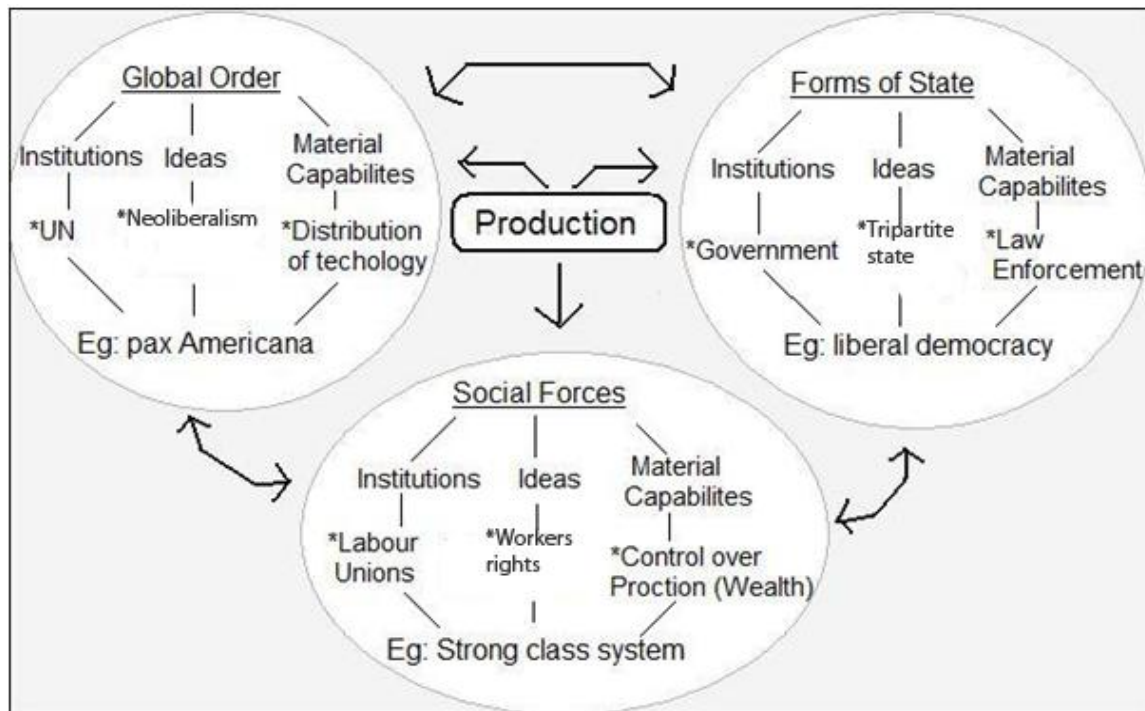 Global Order
Institutions
Ideas
Material
Capabilites
*UN
*Neoliberalism
*Distribution
of techology
Eg: pax Americana
Production
Forms of State
Institutions
Ideas
Material
Capabilites
*Government
*Tripartite
state
*Law
Enforcement
Eg: liberal democracy
Social Forces
Institutions
Ideas
Material
Capabilites
*Labour
Unions
*Workers
rights
*Control over
Proction (Wealth)
Eg: Strong class system